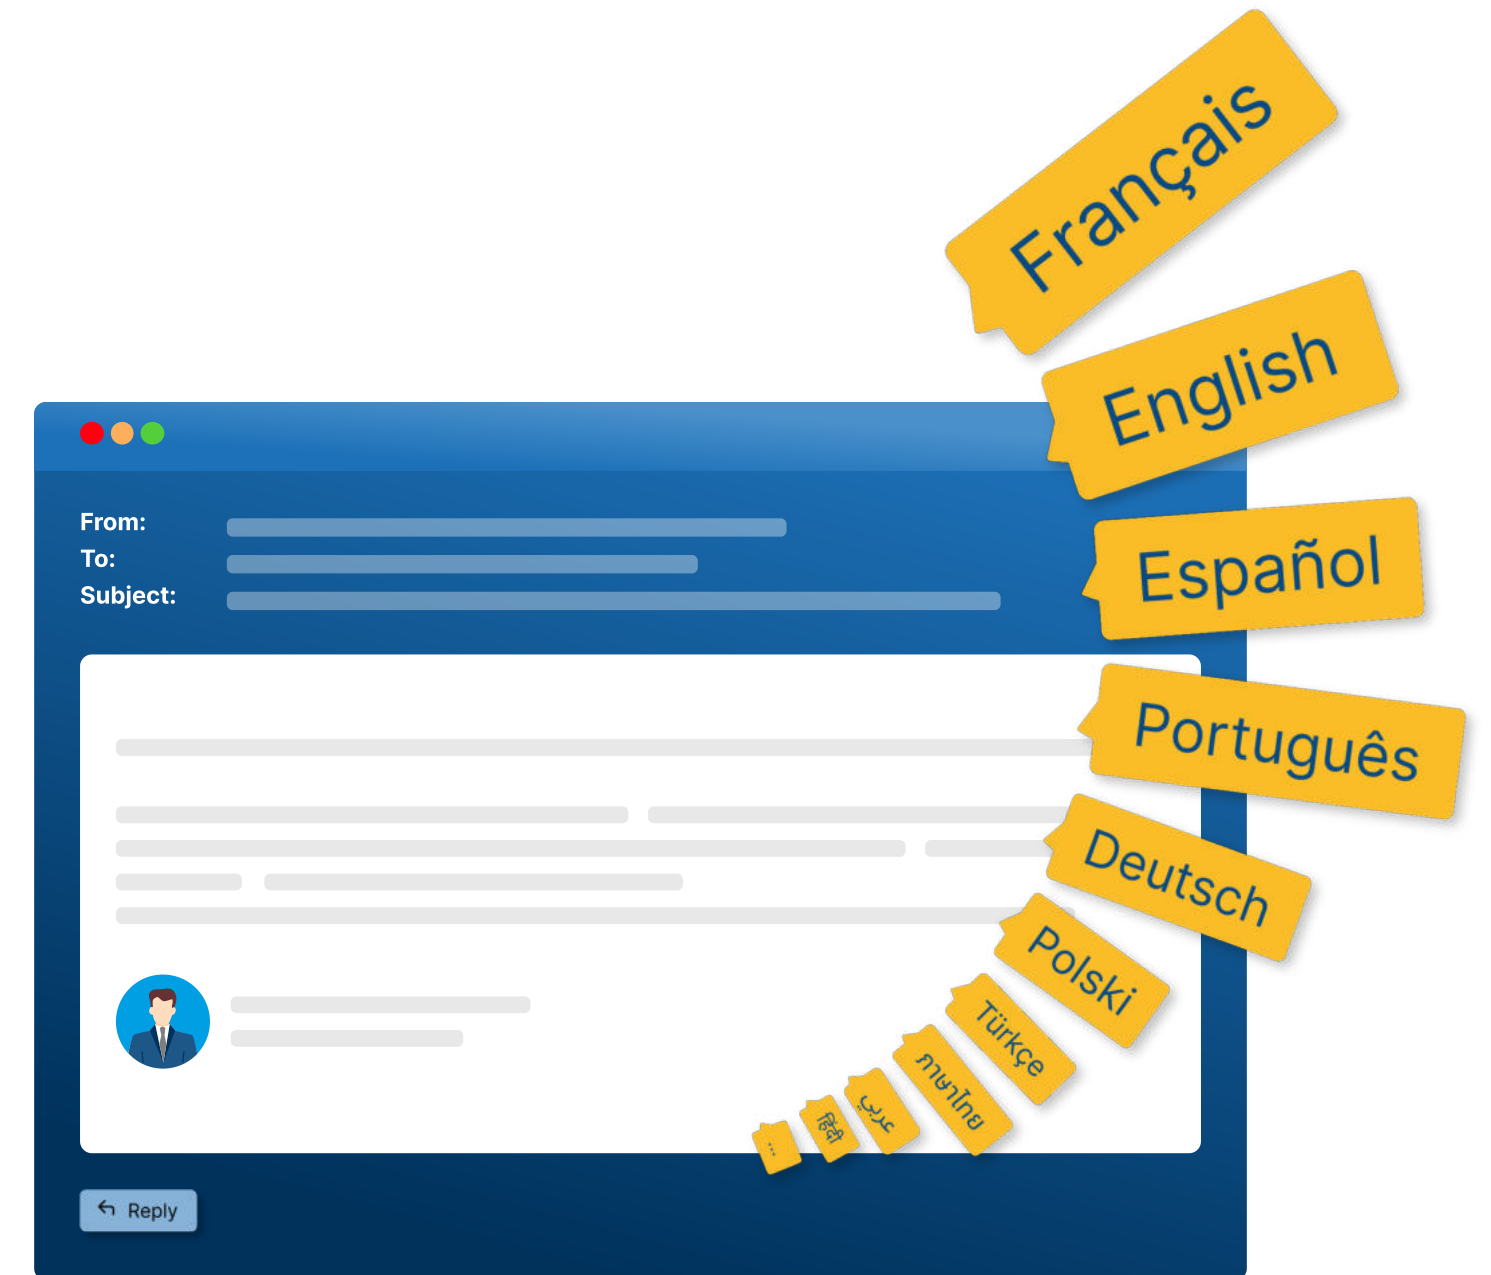 Français
English
From:
To:
Subject:
Español
Português
Deutsch
Polski
Türkçe
ภาษาไทย
عربي
हिंदी
...
Reply